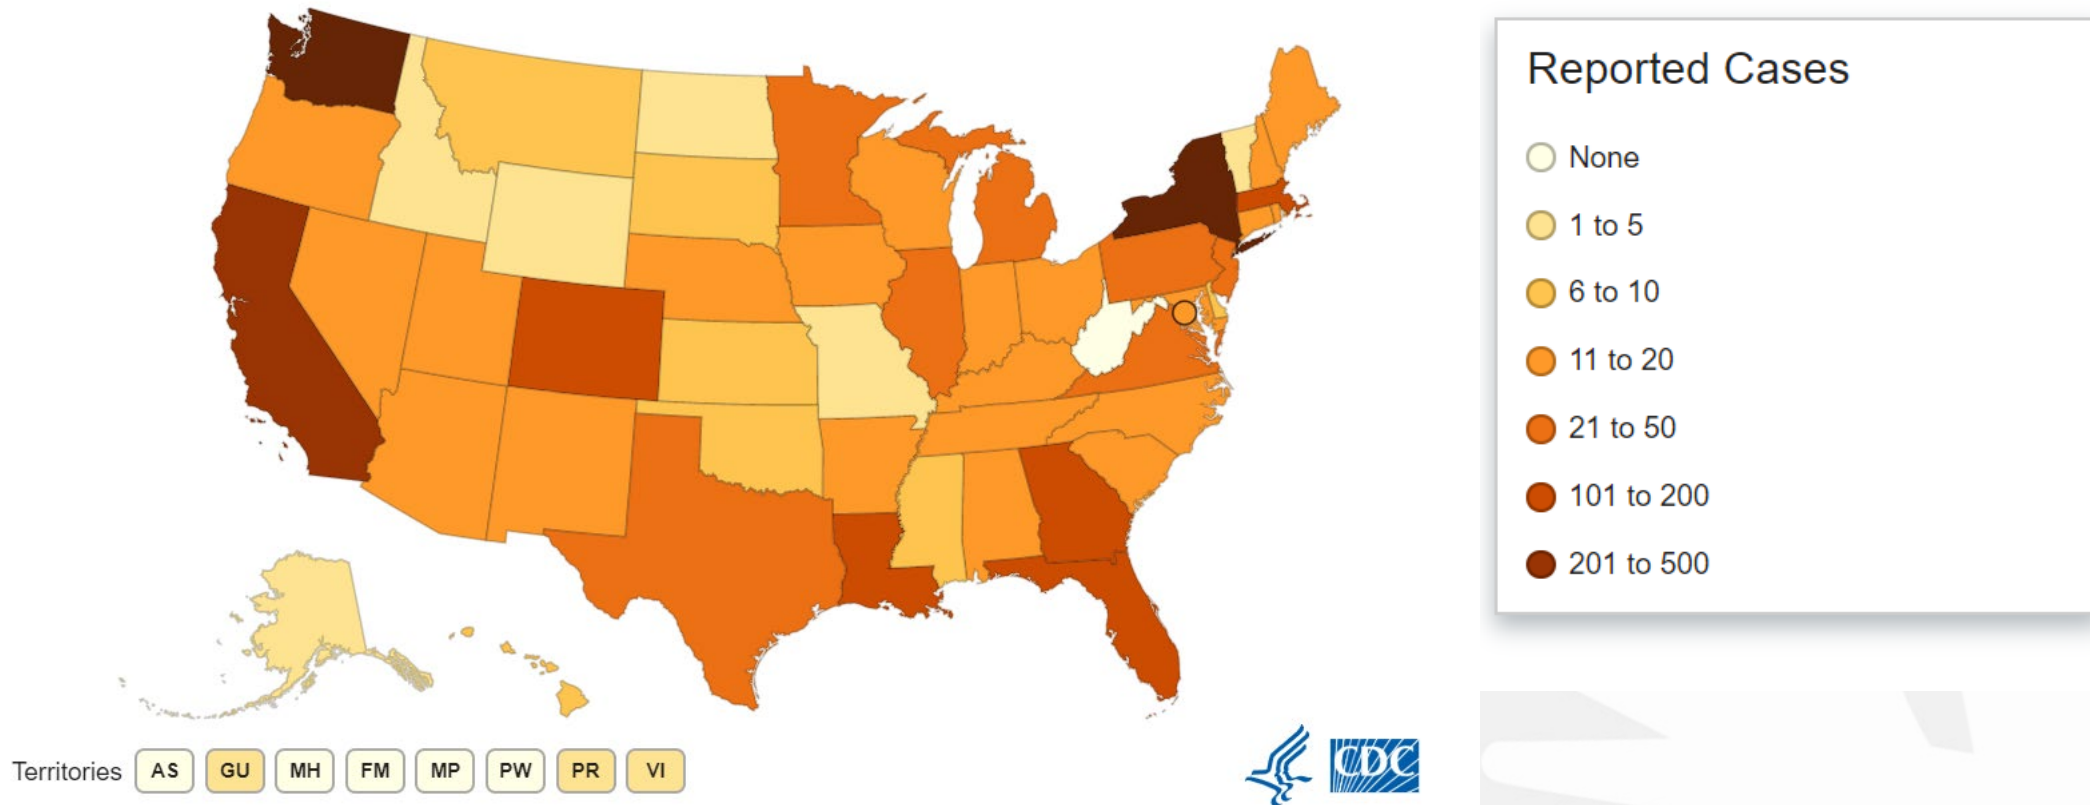 Reported Cases
None
1 to 5
6 to 10
11 to 20
21 to 50
101 to 200
201 to 500
Territories AS GU MH FM MP PW PR VI
CDC